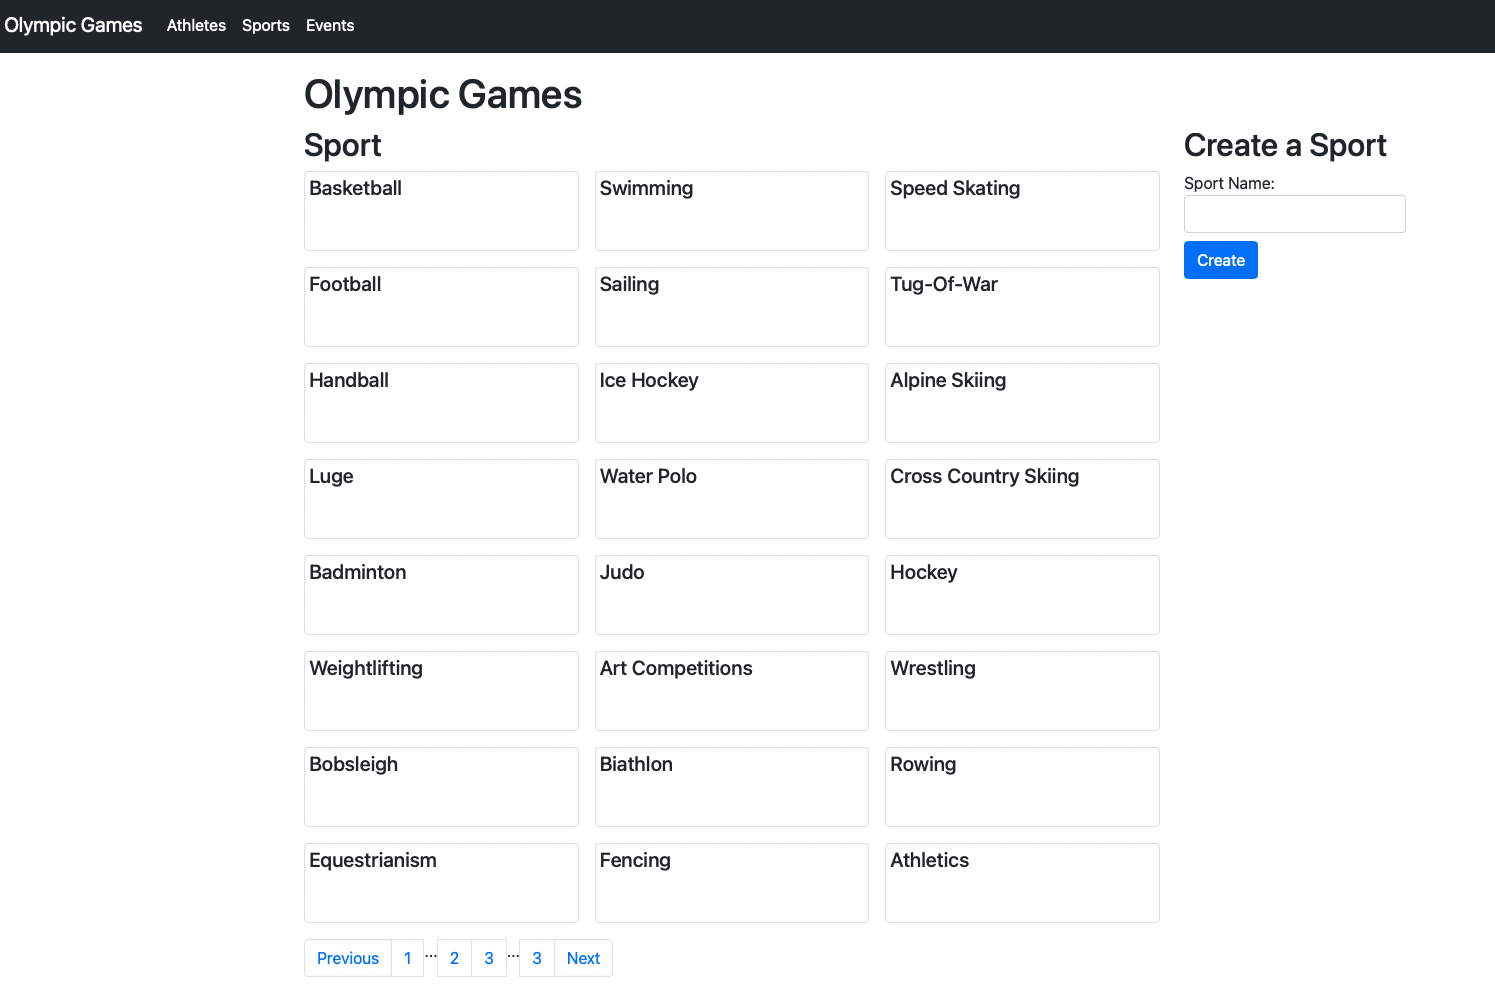 Olympic Games Athletes Sports Events
Olympic Games
Sport
Basketball Swimming Speed Skating
Football Sailing Tug-Of-War
Handball Ice Hockey Alpine Skiing
Luge Water Polo Cross Country Skiing
Badminton Judo Hockey
Weightlifting Art Competitions Wrestling
Bobsleigh Biathlon Rowing
Equestrianism Fencing Athletics
Previous 1 ... 2 3 ... 3 Next
Create a Sport
Sport Name:
Create